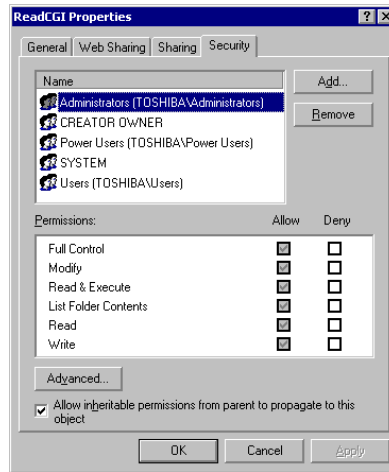 ReadCGI Properties
General Web Sharing Sharing Security
Name
Administrators (TOSHIBA\Administrators)
CREATOR OWNER
Power Users (TOSHIBA\Power Users)
SYSTEM
Users (TOSHIBA\Users)
Add...
Remove
Permissions: Allow Deny
Full Control
Modify
Read & Execute
List Folder Contents
Read
Write
Advanced...
Allow inheritable permissions from parent to propagate to this
object
OK Cancel Apply